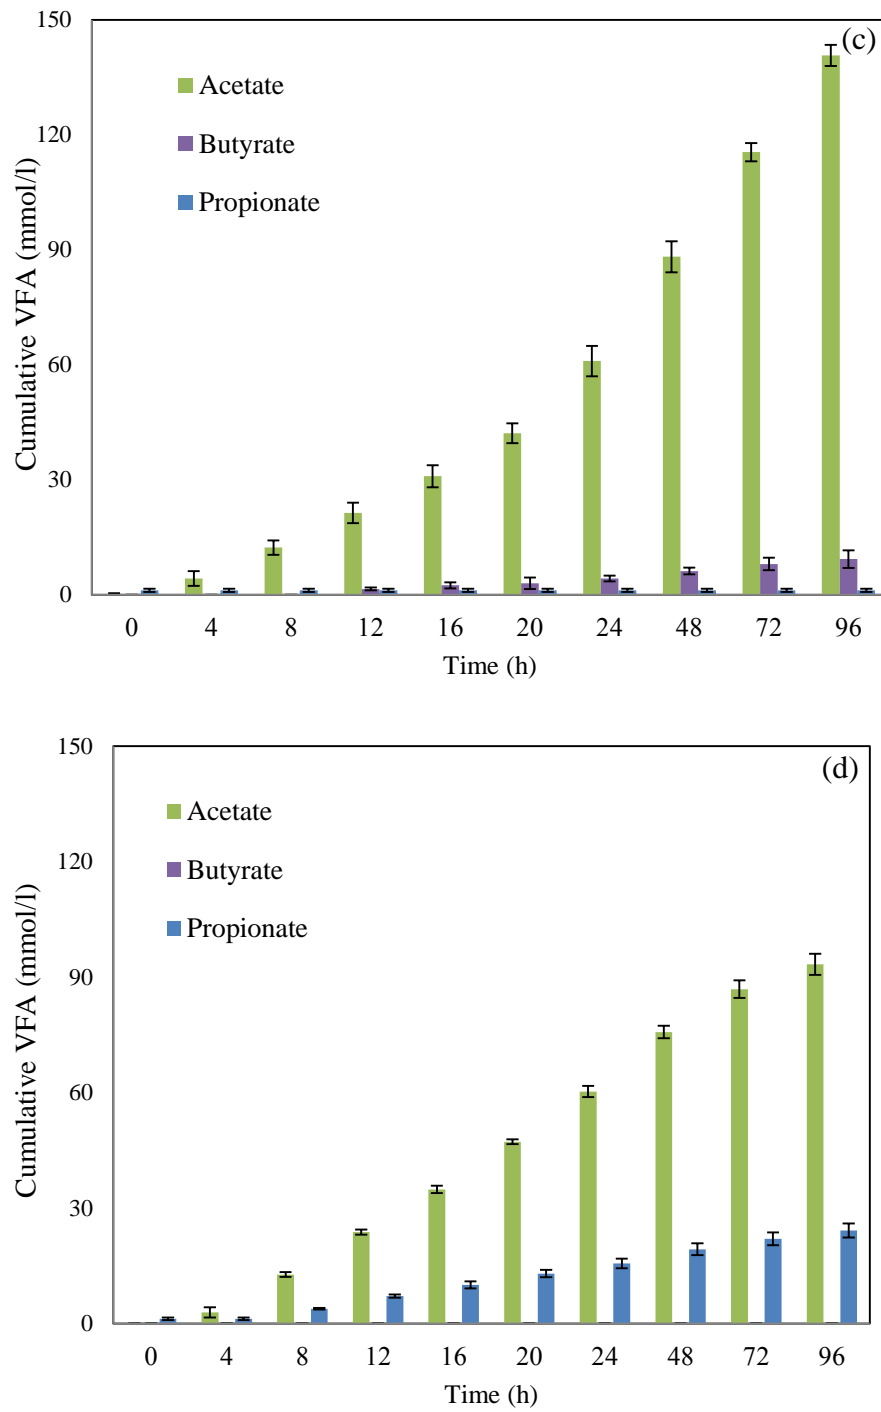 (c)
150
120
90
60
30
0
Cumulative VFA (mmol/l)
Acetate
Butyrate
Propionate
0 4 8 12 16 20 24 48 72 96
Time (h)
(d)
150
120
90
60
30
0
Cumulative VFA (mmol/l)
Acetate
Butyrate
Propionate
0 4 8 12 16 20 24 48 72 96
Time (h)